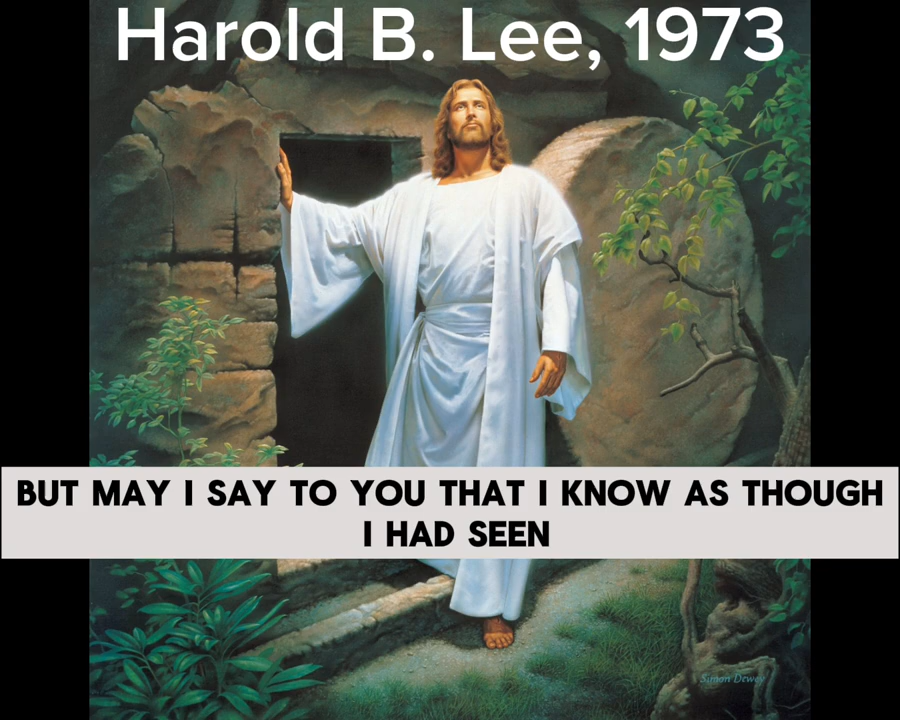 Harold B. Lee, 1973
BUT MAY I SAY TO YOU THAT I KNOW AS THOUGH
I HAD SEEN
Simon Dewey